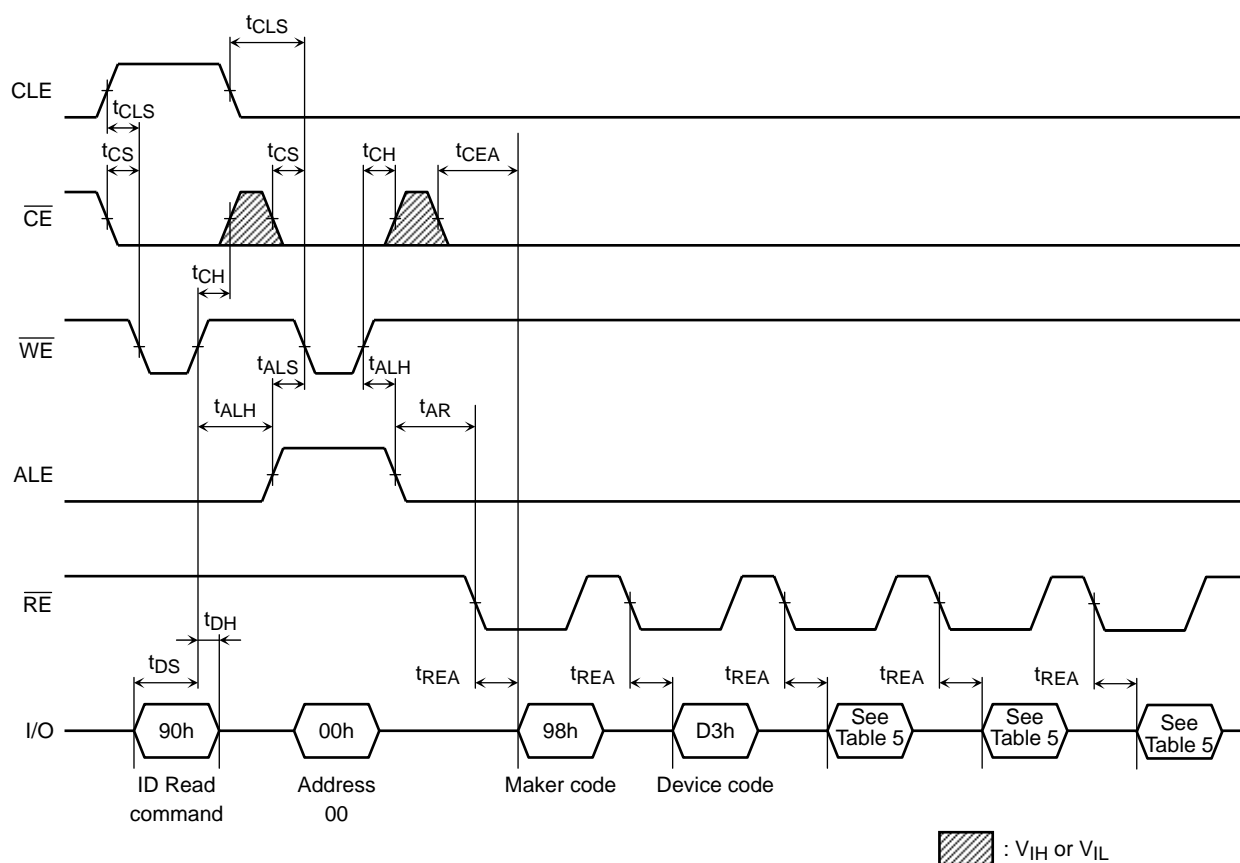 tCLS
CLE
tCLS
tCS
tCS
tCH
tCEA
CE
tCH
WE
tALS
tALH
tALH
tAR
ALE
RE
tDH
tDS
tREA
tREA
tREA
tREA
tREA
I/O
90h
00h
98h
D3h
See
Table 5
See
Table 5
See
Table 5
ID Read
command
Address
00
Maker code
Device code
: VIH or VIL